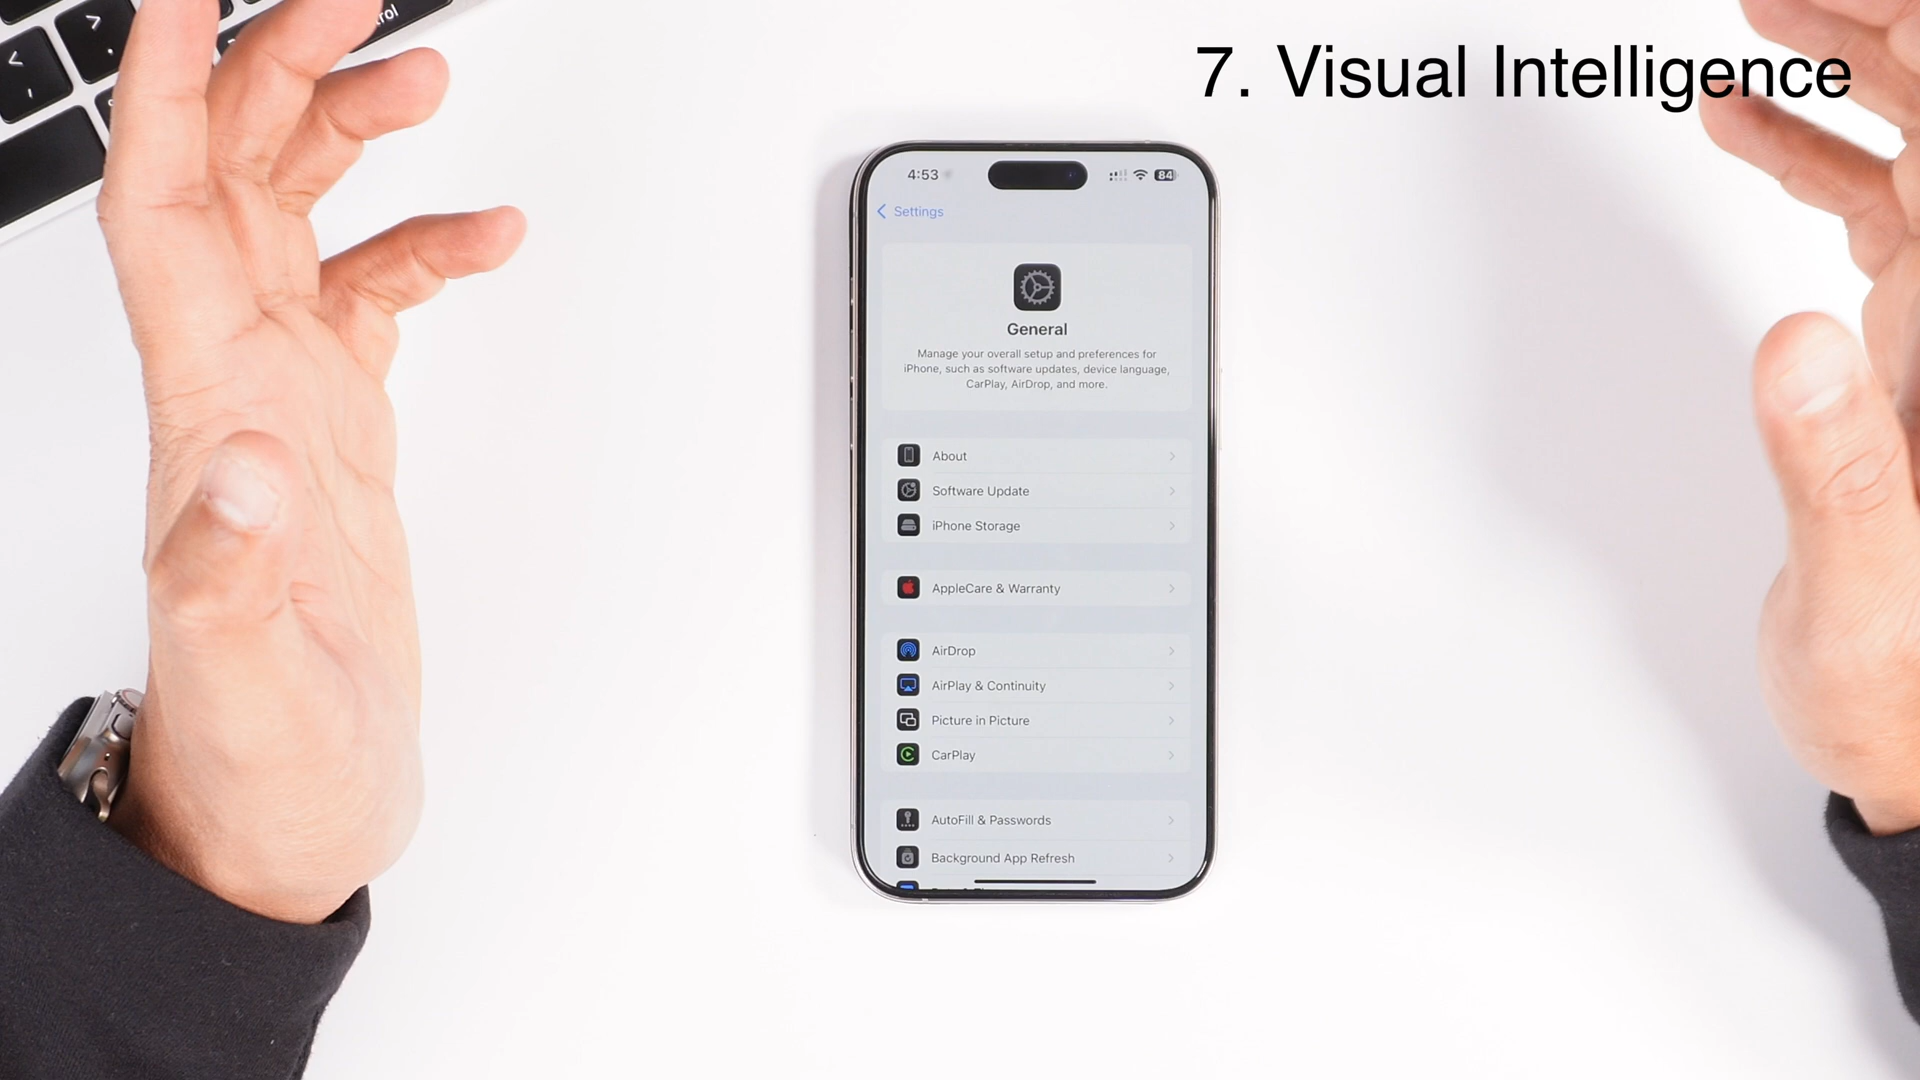 7. Visual Intelligence
4:53
84
Settings
General
Manage your overall setup and preferences for
iPhone, such as software updates, device language,
CarPlay, AirDrop, and more.
About
Software Update
iPhone Storage
AppleCare & Warranty
AirDrop
AirPlay & Continuity
Picture in Picture
CarPlay
AutoFill & Passwords
Background App Refresh